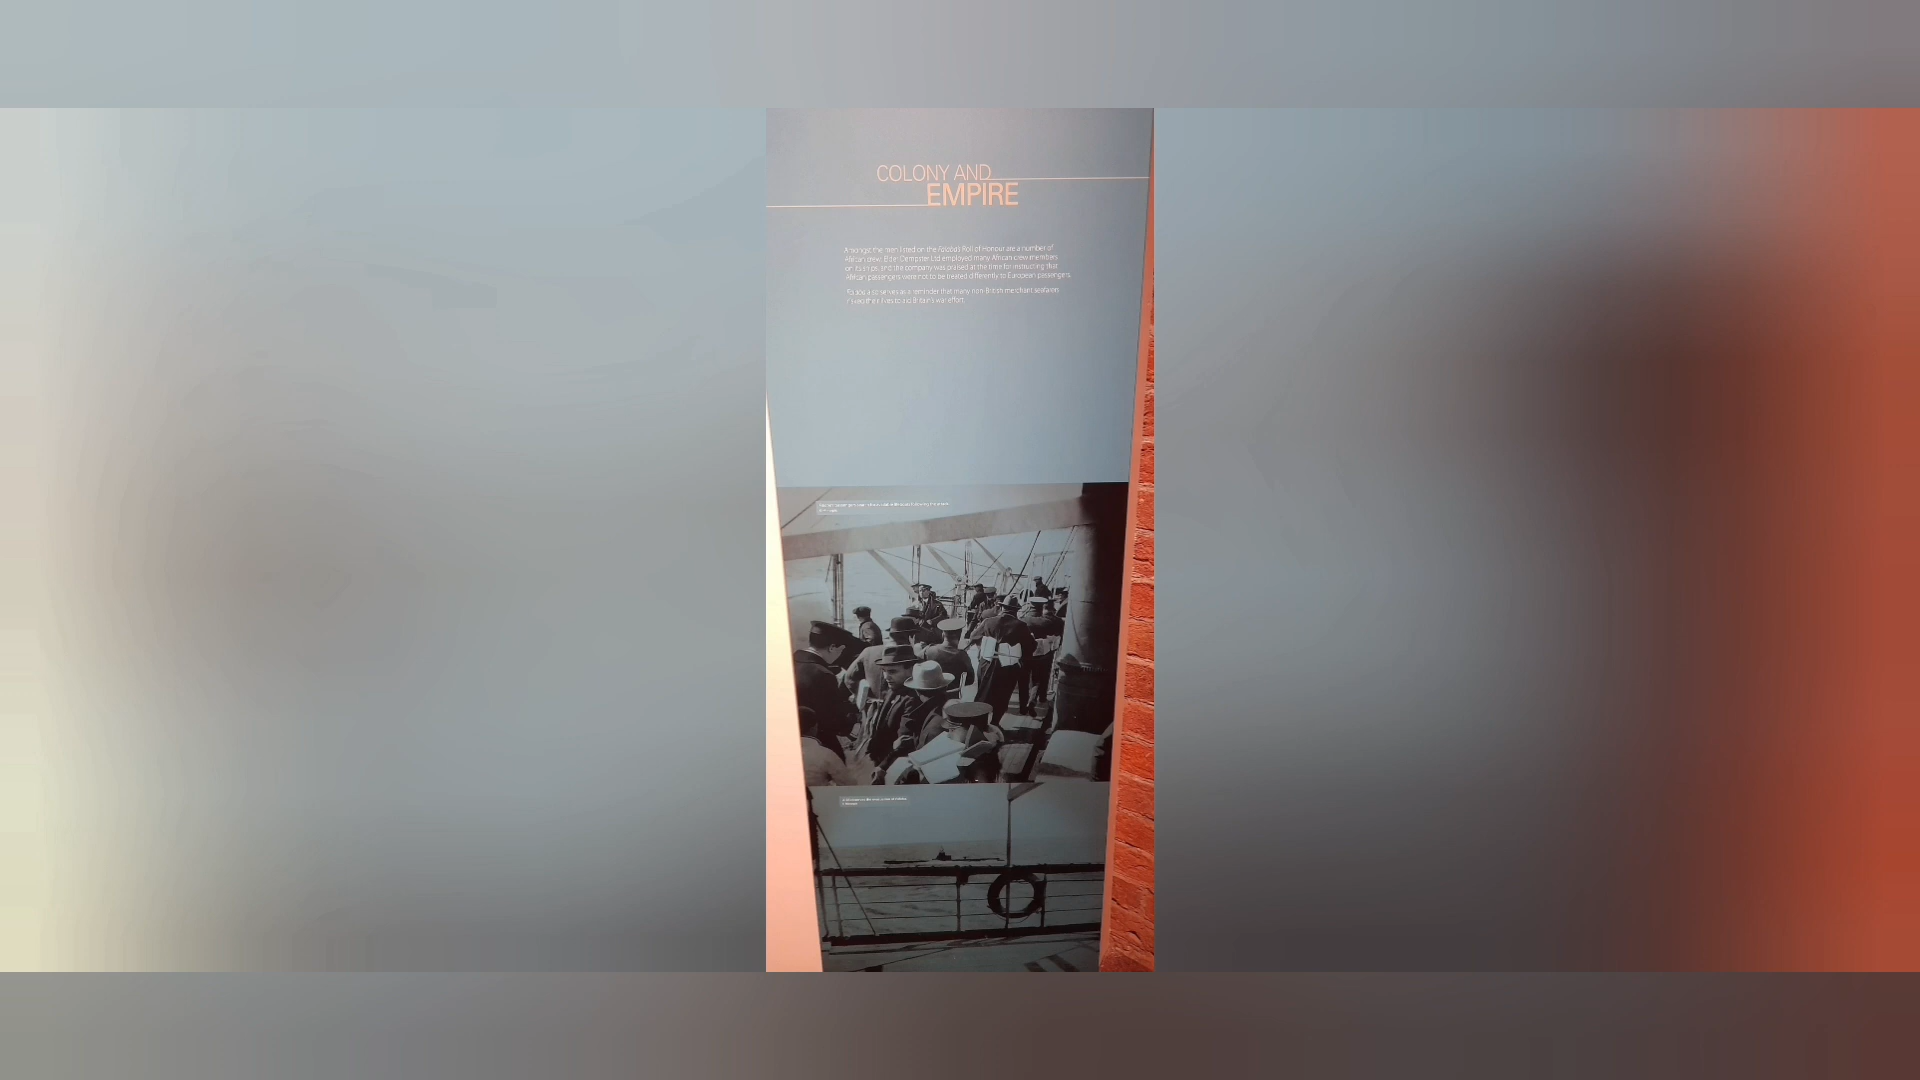 COLONY AND
EMPIRE
Amongst the men listed on the Falaba's Roll of Honour are a number of
African crew. Elder Dempster Ltd employed many African crew members
on its ships, and the company was praised at the time for instructing that
African passengers were not to be treated differently to European passengers.
Falaba also serves as a reminder that many non-British merchant seafarers
risked their lives to aid Britain's war effort.